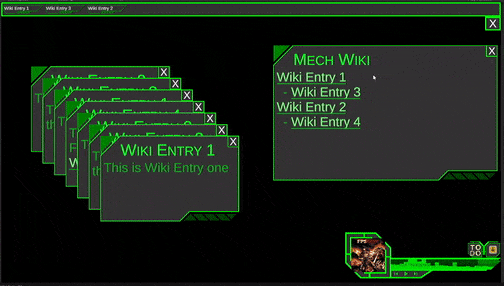 Wiki Entry 1 Wiki Entry 3 Wiki Entry 2
X
X
X
X
X
X
X
X
Wiki Entry 1
This is Wiki Entry one
X
Mech Wiki
Wiki Entry 1
- Wiki Entry 3
Wiki Entry 2
- Wiki Entry 4
FPS
TO
DO